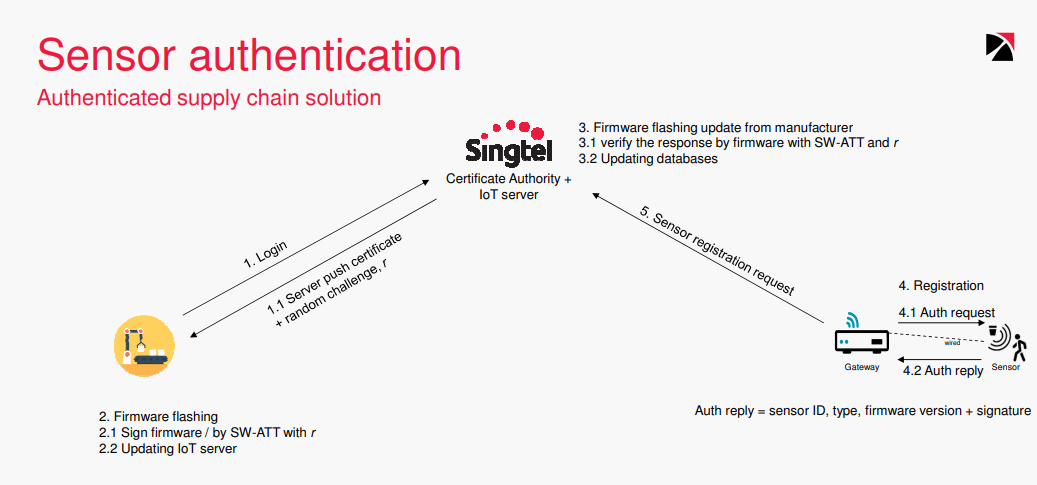 Sensor authentication
Authenticated supply chain solution
Singtel
Certificate Authority +
IoT server
3. Firmware flashing update from manufacturer
3.1 verify the response by firmware with SW-ATT and r
3.2 Updating databases
1. Login
1.1 Server push certificate
+ random challenge, r
5. Sensor registration request
4. Registration
4.1 Auth request
wired
4.2 Auth reply
Gateway
Sensor
Auth reply = sensor ID, type, firmware version + signature
2. Firmware flashing
2.1 Sign firmware / by SW-ATT with r
2.2 Updating IoT server